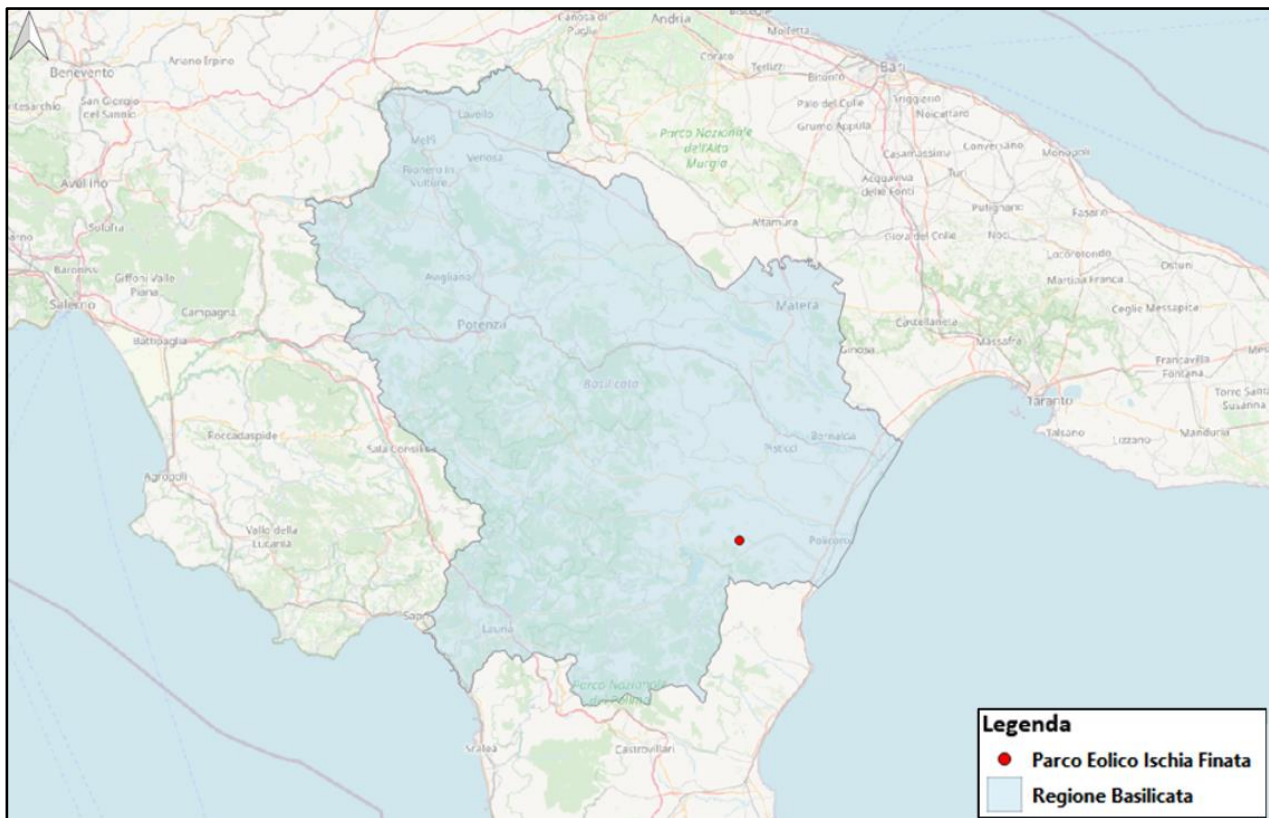 Canosa di
Puglia
Andria
Molfetta
Corato
Terlizzi
Bitonto
Bari
Ariano Irpino
Benevento
San Giorgio
del Sannio
Lavello
Palo del Colle
Triggiano
Noicattaro
Grumo Appula
Parco Nazionale
dell'Alta
Murgia
Melfi
Venosa
Rionero in
Vulture
Casamassima
Conversano
Monopoli
Acquaviva
delle Fonti
Turi
Avellino
Putignano
Fasano
Altamura
Solofra
Gioia del Colle
Noci
Locorotondo
Ostuni
Baronissi
Giffoni Valle
Piana
Avigliano
Martina Franca
Salerno
Campagna
Matera
Ceglie Messapica
Potenza
Castellaneta
Battipaglia
Ginosa
Massafra
Francavilla
Fontana
Basilicata
Taranto
Torre Santa
Susanna
Roccadaspide
Bernalda
Talsano
Lizzano
Manduria
Sala Consilina
Pisticci
Agropoli
Vallo della
Lucania
Policoro
Lauria
Parco Nazionale
del Pollino
Scalea
Castrovillari
Legenda
Parco Eolico Ischia Finata
Regione Basilicata